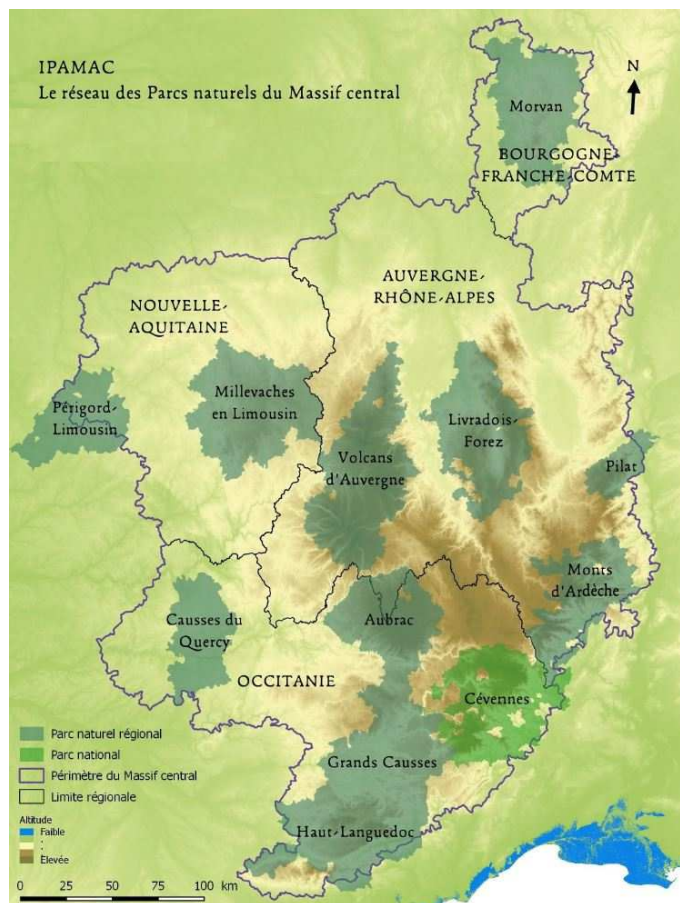 IPAMAC
Le réseau des Parcs naturels du Massif central
N
Morvan
BOURGOGNE-
FRANCHE-COMTE
AUVERGNE-
RHÔNE-ALPES
NOUVELLE-
AQUITAINE
Périgord-
Limousin
Millevaches
en Limousin
Livradois-
Forez
Volcans
d'Auvergne
Pilat
Monts
d'Ardèche
Causses du
Quercy
Aubrac
OCCITANIE
Cévennes
Grands Causses
Haut-Languedoc
Parc naturel régional
Parc national
Périmètre du Massif central
Limite régionale
Altitude
Faible
:
Elevée
0 25 50 75 100 km